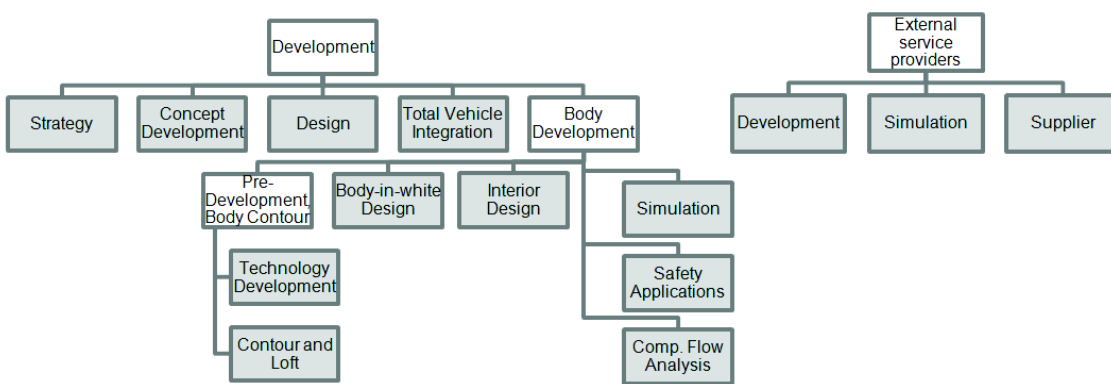 Development
External
service
providers
Strategy
Concept
Development
Design
Total Vehicle
Integration
Body
Development
Development
Simulation
Supplier
Pre-
Development,
Body Contour
Body-in-white
Design
Interior
Design
Simulation
Technology
Development
Safety
Applications
Contour and
Loft
Comp. Flow
Analysis